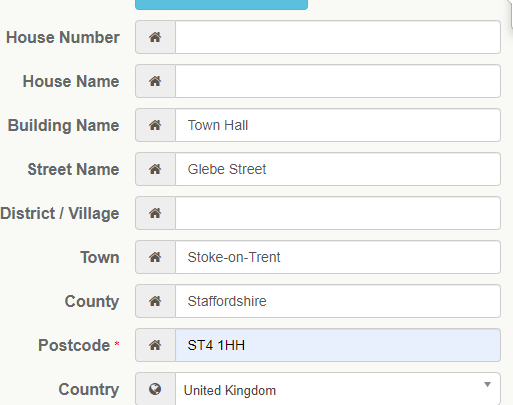 House Number
House Name
Building Name Town Hall
Street Name Glebe Street
District / Village
Town Stoke-on-Trent
County Staffordshire
Postcode * ST4 1HH
Country United Kingdom